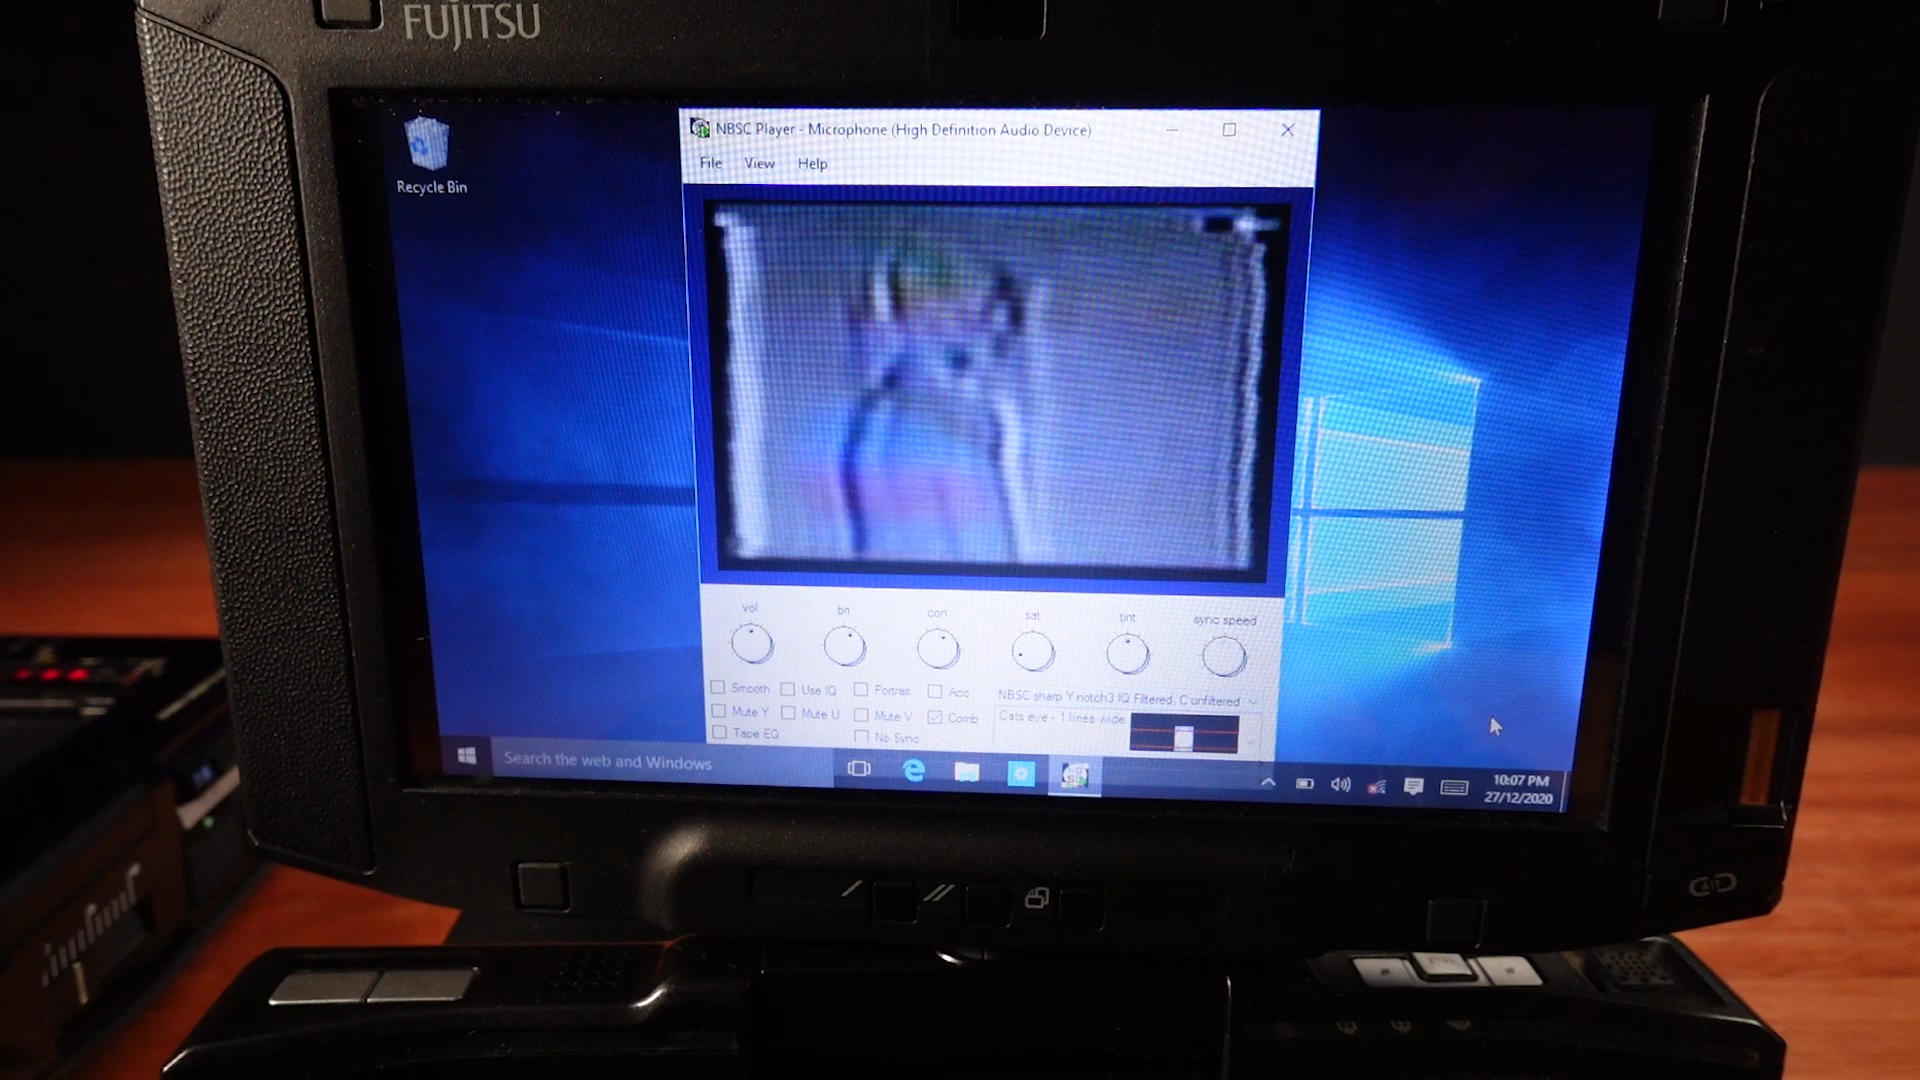 FUJITSU
Recycle Bin
NBSC Player - Microphone (High Definition Audio Device)
File View Help
vol bri con sat tint sync speed
Smooth Use IQ Portrait Acc
NBSC sharp Y notch3 IQ Filtered, C unfiltered
Mute Y Mute U Mute V Comb
Cats eye - 1 lines wide
Tape EQ No Sync
Search the web and Windows
10:07 PM
27/12/2020